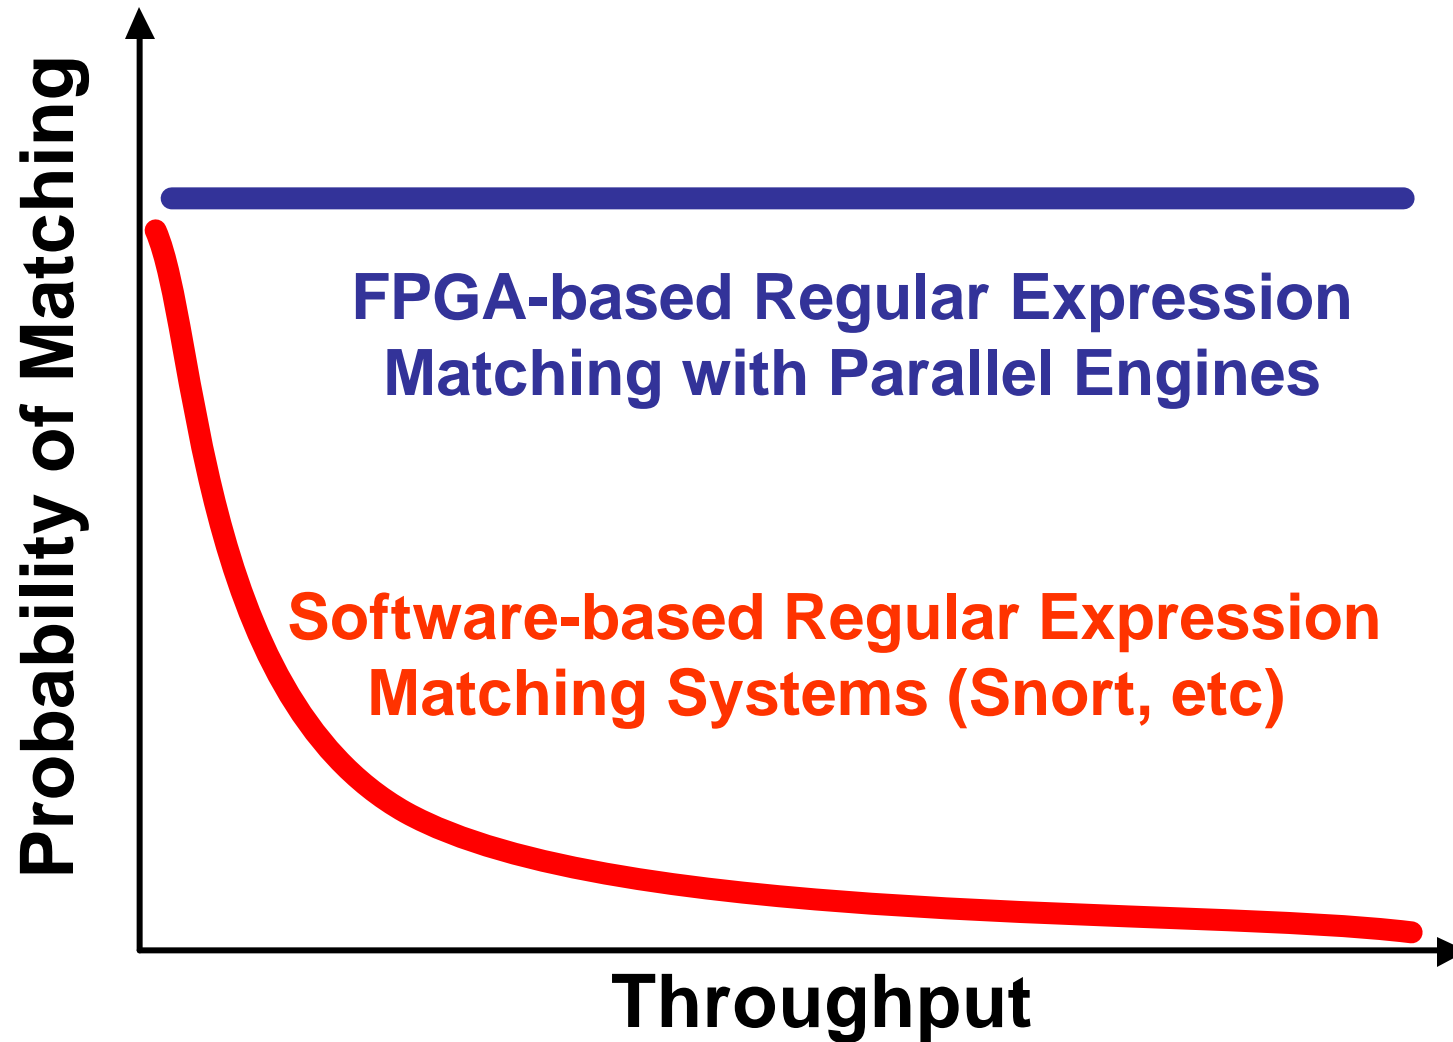 Probability of Matching
FPGA-based Regular Expression
Matching with Parallel Engines
Software-based Regular Expression
Matching Systems (Snort, etc)
Throughput